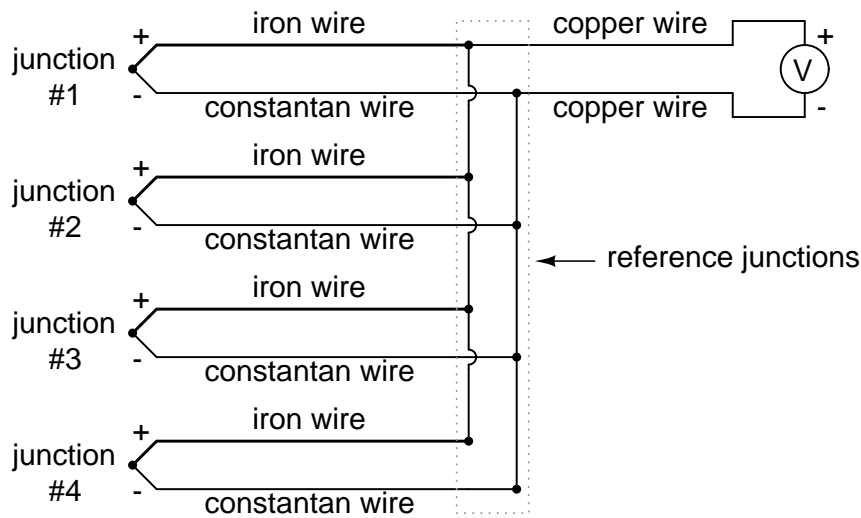 iron wire
copper wire
+
+
junction
#1
V
-
constantan wire
copper wire
-
iron wire
+
junction
#2
-
constantan wire
reference junctions
iron wire
+
junction
#3
-
constantan wire
iron wire
+
junction
#4
-
constantan wire